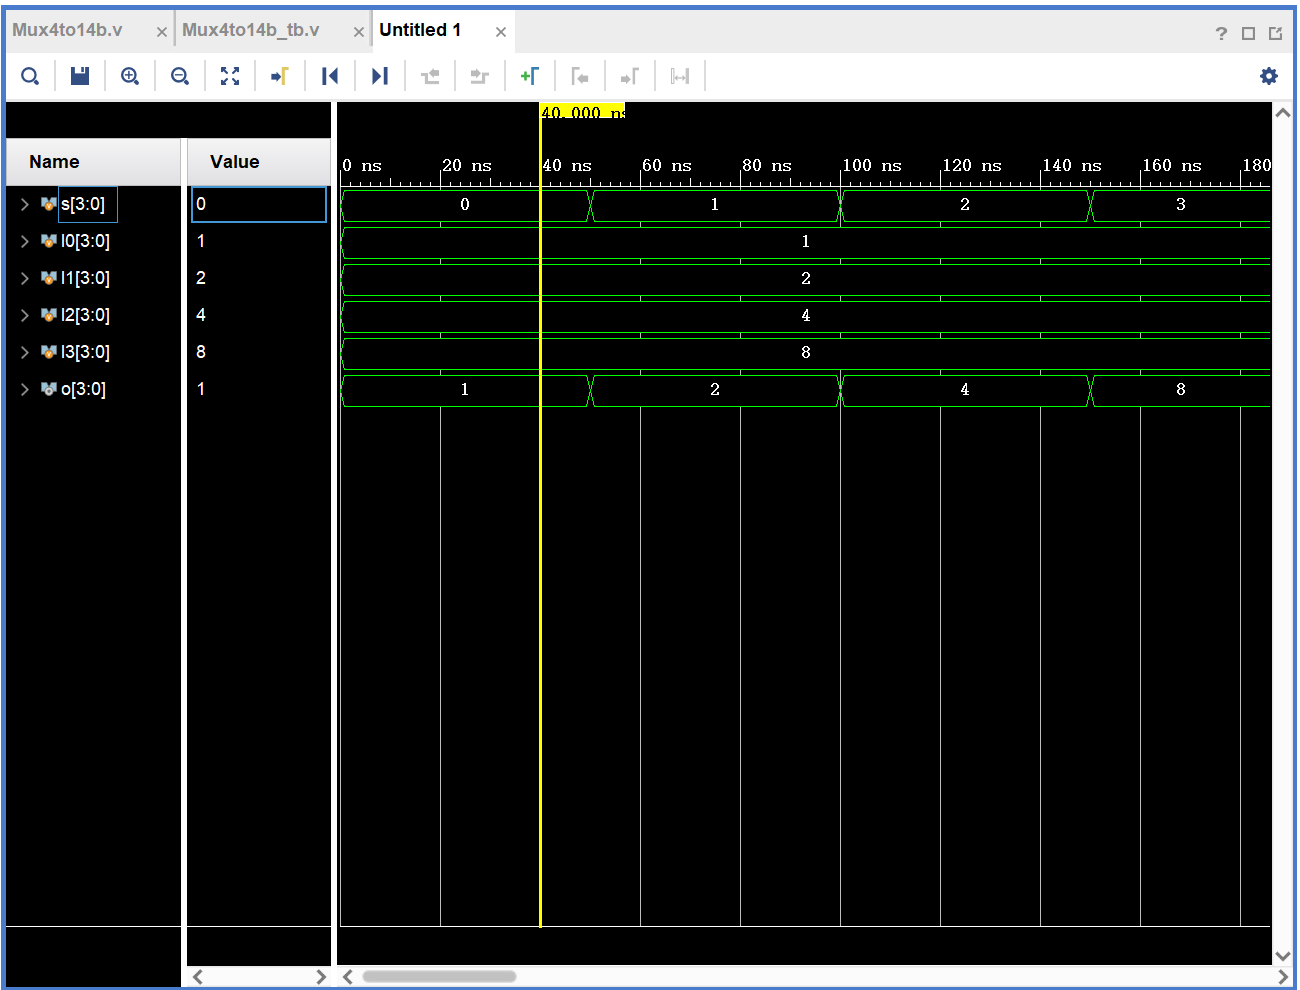 Mux4to14b.v × Mux4to14b_tb.v × Untitled 1 × ?
40.000 ns
Name Value 0 ns 20 ns 40 ns 60 ns 80 ns 100 ns 120 ns 140 ns 160 ns 180
s[3:0] 0 0 1 2 3
I0[3:0] 1 1
I1[3:0] 2 2
I2[3:0] 4 4
I3[3:0] 8 8
o[3:0] 1 1 2 4 8